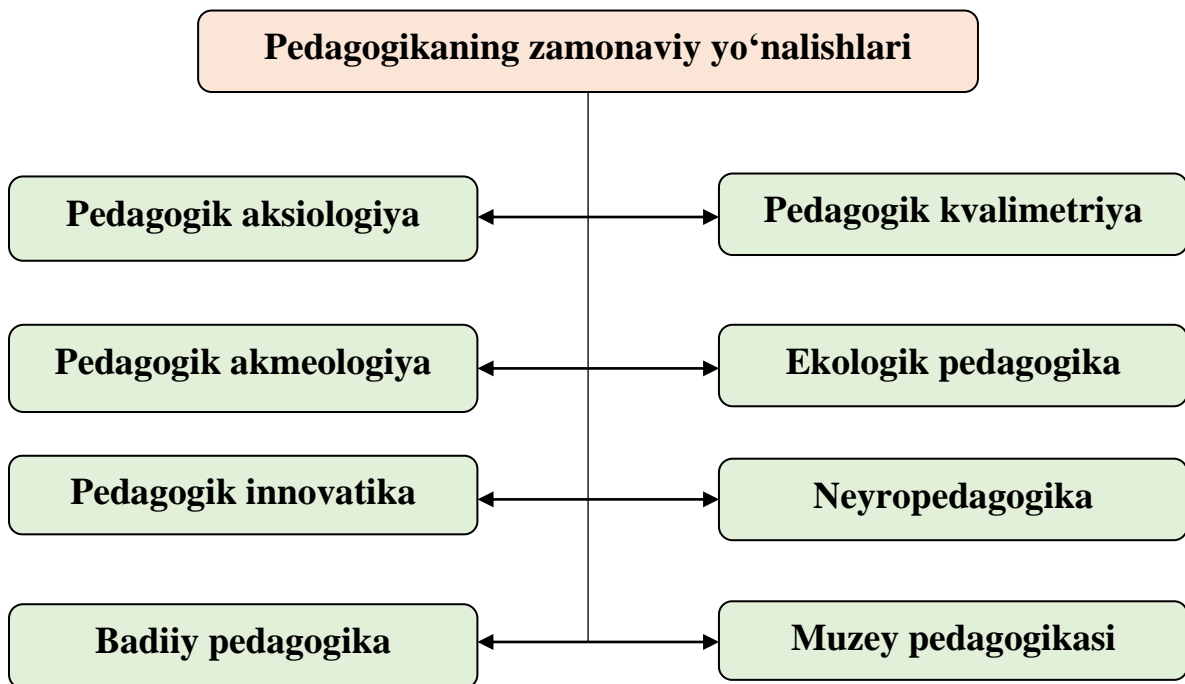 Pedagogikaning zamonaviy yo‘nalishlari
Pedagogik aksiologiya
Pedagogik kvalimetriya
Pedagogik akmeologiya
Ekologik pedagogika
Pedagogik innovatika
Neyropedagogika
Badiiy pedagogika
Muzey pedagogikasi